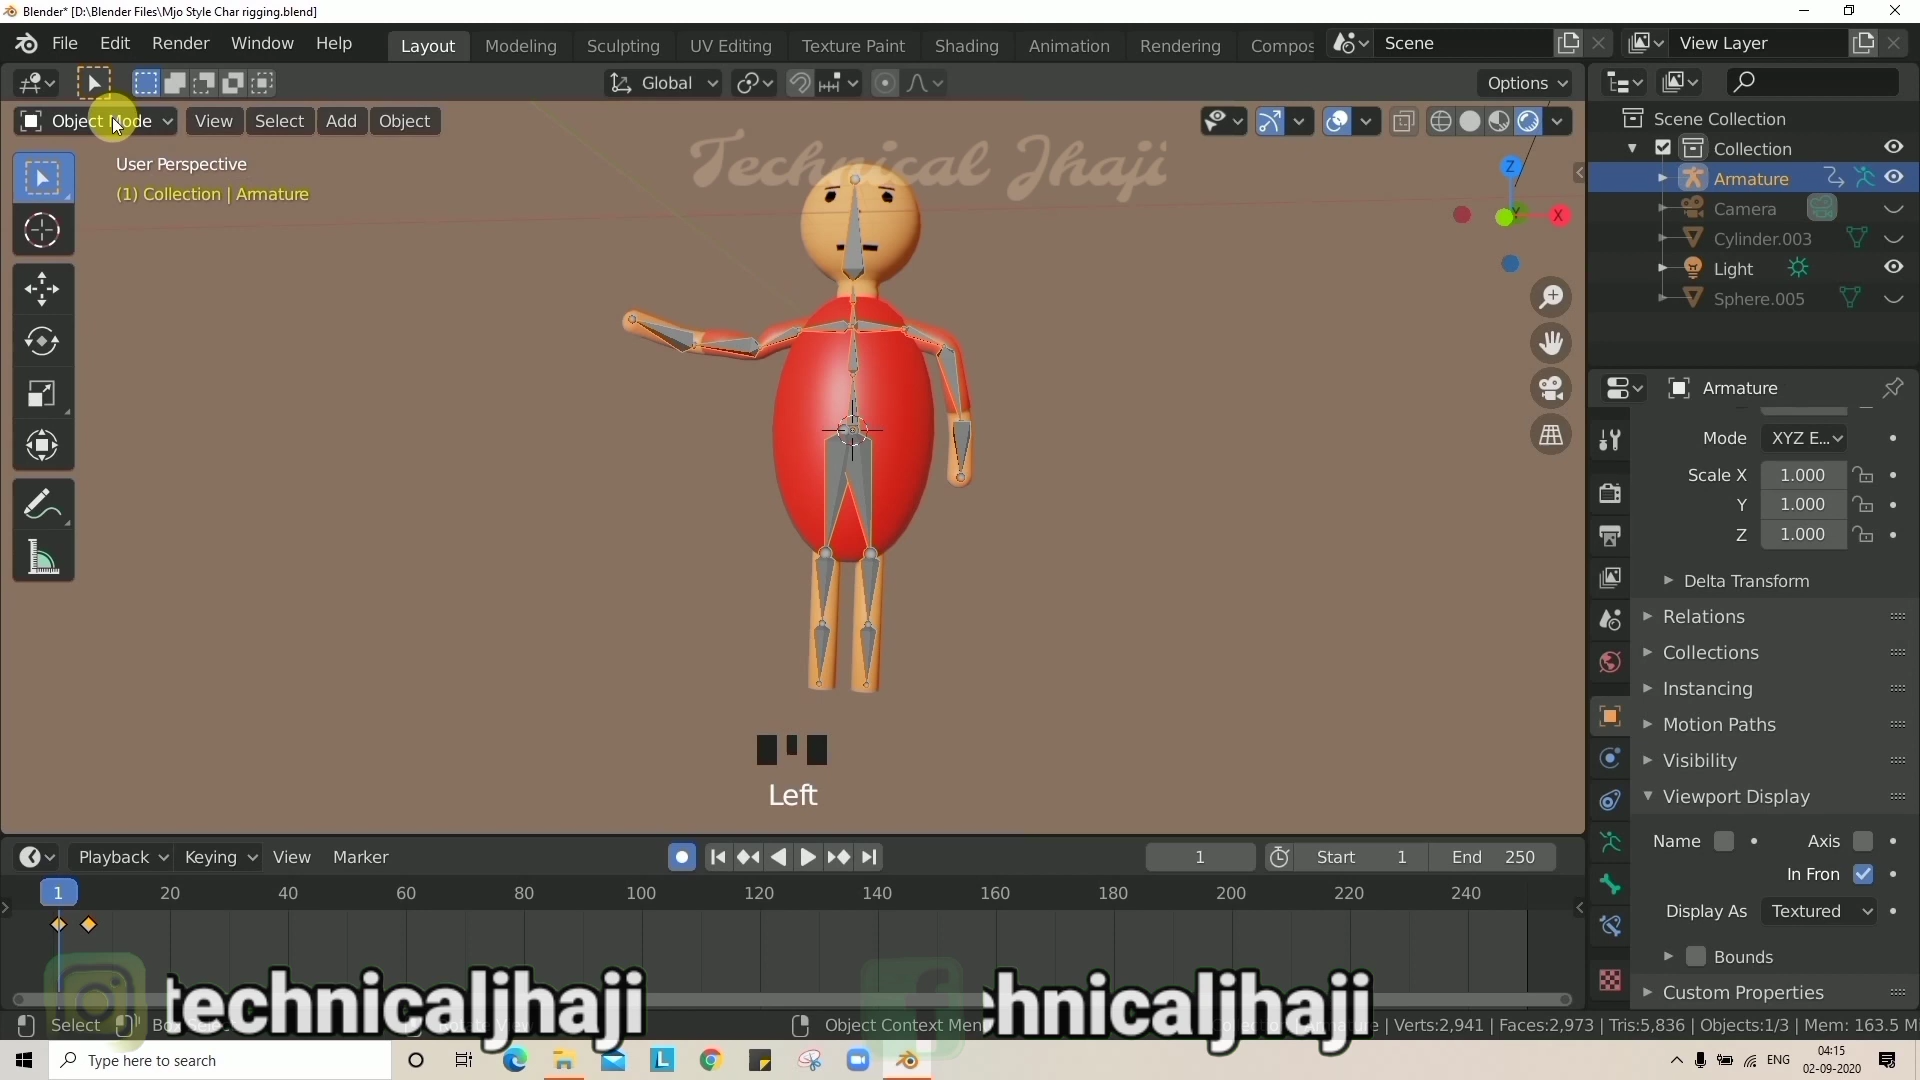 Blender* [D:\Blender Files\Mjo Style Char rigging.blend]
File Edit Render Window Help Layout Modeling Sculpting UV Editing Texture Paint Shading Animation Rendering Compos Scene View Layer
Global Options
Object Mode View Select Add Object
User Perspective
(1) Collection | Armature
Technical Jhaji
Z
X
Y
Left
Scene Collection
Collection
Armature
Camera
Cylinder.003
Light
Sphere.005
Armature
Mode XYZ E...
Scale X 1.000
Y 1.000
Z 1.000
Delta Transform
Relations
Collections
Instancing
Motion Paths
Visibility
Viewport Display
Name Axis
In Fron
Display As Textured
Bounds
Custom Properties
Playback Keying View Marker 1 Start 1 End 250
1 20 40 60 80 100 120 140 160 180 200 220 240
technicaljhaji
chnicaljhaji
Select Object Context Men | Verts:2,941 | Faces:2,973 | Tris:5,836 | Objects:1/3 | Mem: 163.5 M
Type here to search
ENG
04:15
02-09-2020